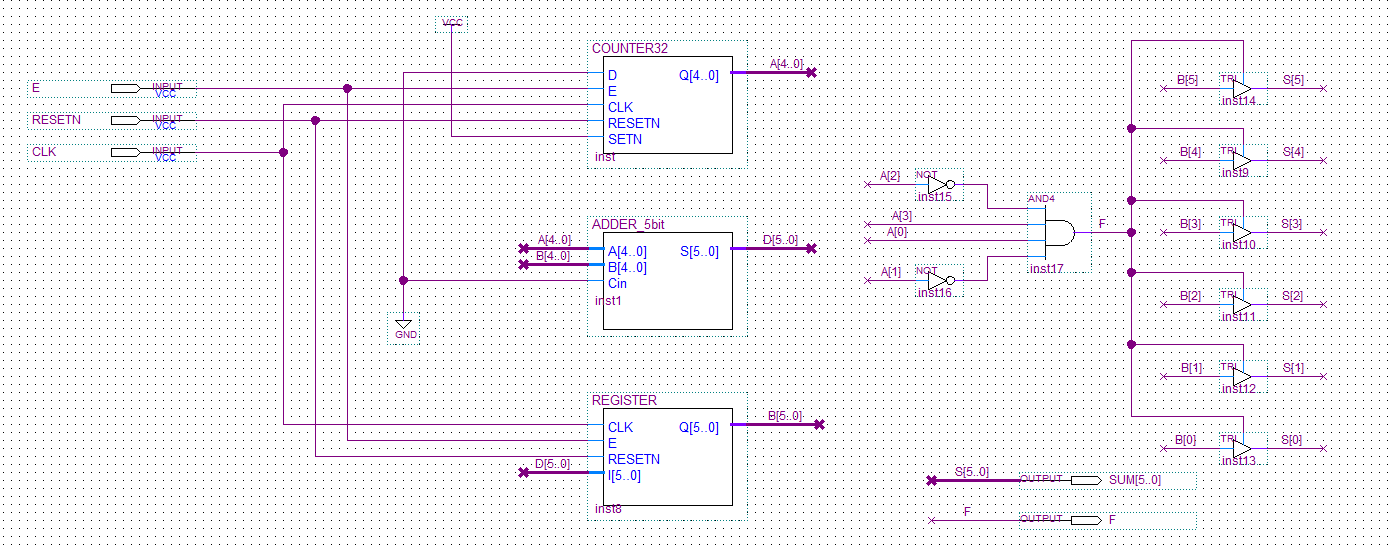 VCC
COUNTER32
D
Q[4..0]
A[4..0]
E
CLK
RESETN
SETN
inst
E
INPUT
VCC
RESETN
INPUT
VCC
CLK
INPUT
VCC
ADDER_5bit
A[4..0]
A[4..0]
S[5..0]
D[5..0]
B[4..0]
B[4..0]
Cin
inst1
GND
REGISTER
CLK
Q[5..0]
B[5..0]
E
RESETN
D[5..0]
I[5..0]
inst8
A[2]
NOT
inst15
A[3]
A[0]
A[1]
NOT
inst16
AND4
F
inst17
B[5]
TRI
S[5]
inst14
B[4]
TRI
S[4]
inst9
B[3]
TRI
S[3]
inst10
B[2]
TRI
S[2]
inst11
B[1]
TRI
S[1]
inst12
B[0]
TRI
S[0]
inst13
S[5..0]
OUTPUT
SUM[5..0]
F
OUTPUT
F